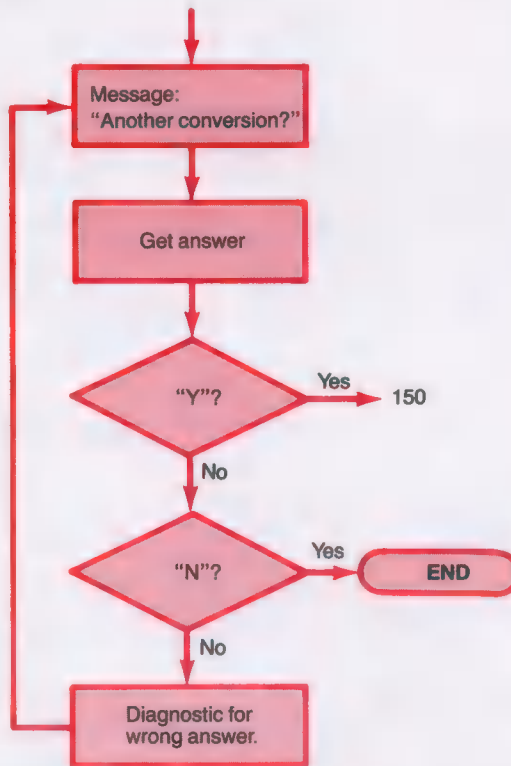 Message:
“Another conversion?”
Get answer
“Y”?
Yes
150
No
“N”?
Yes
END
No
Diagnostic for
wrong answer.